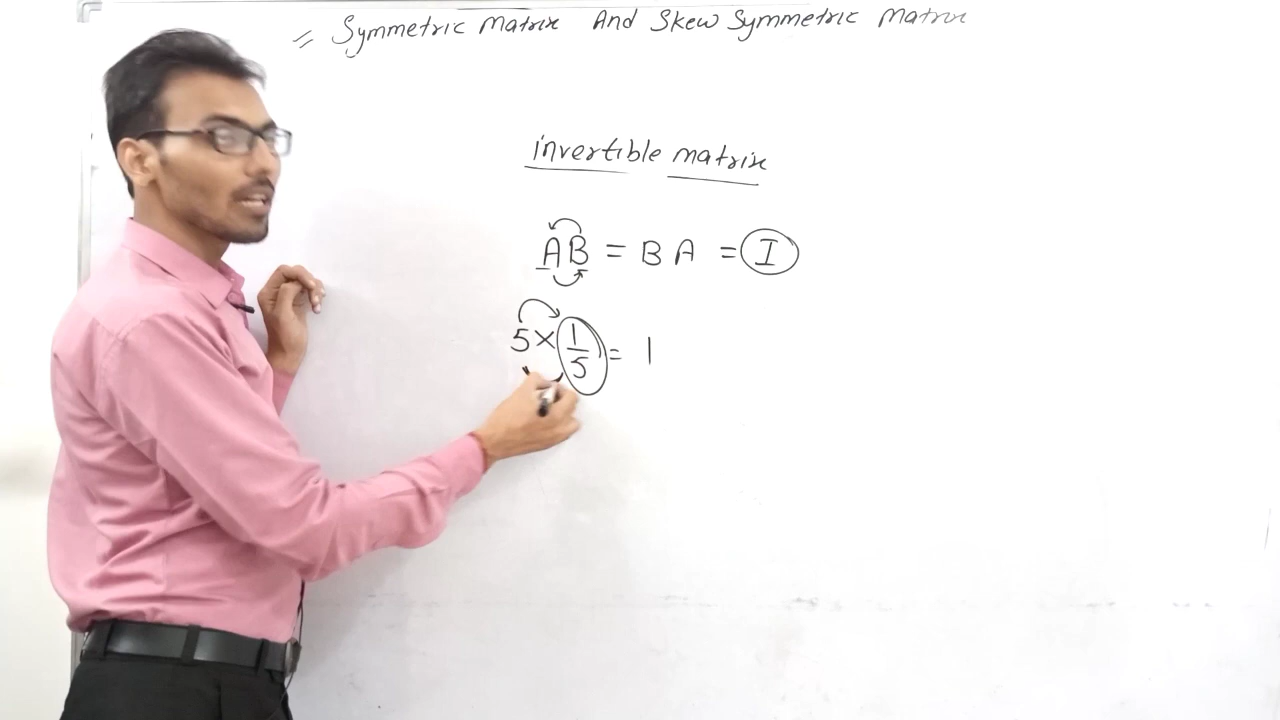 = Symmetric Matrix And Skew Symmetric Matrix
invertible matrix
AB = BA = I
5 × 1/5 = 1